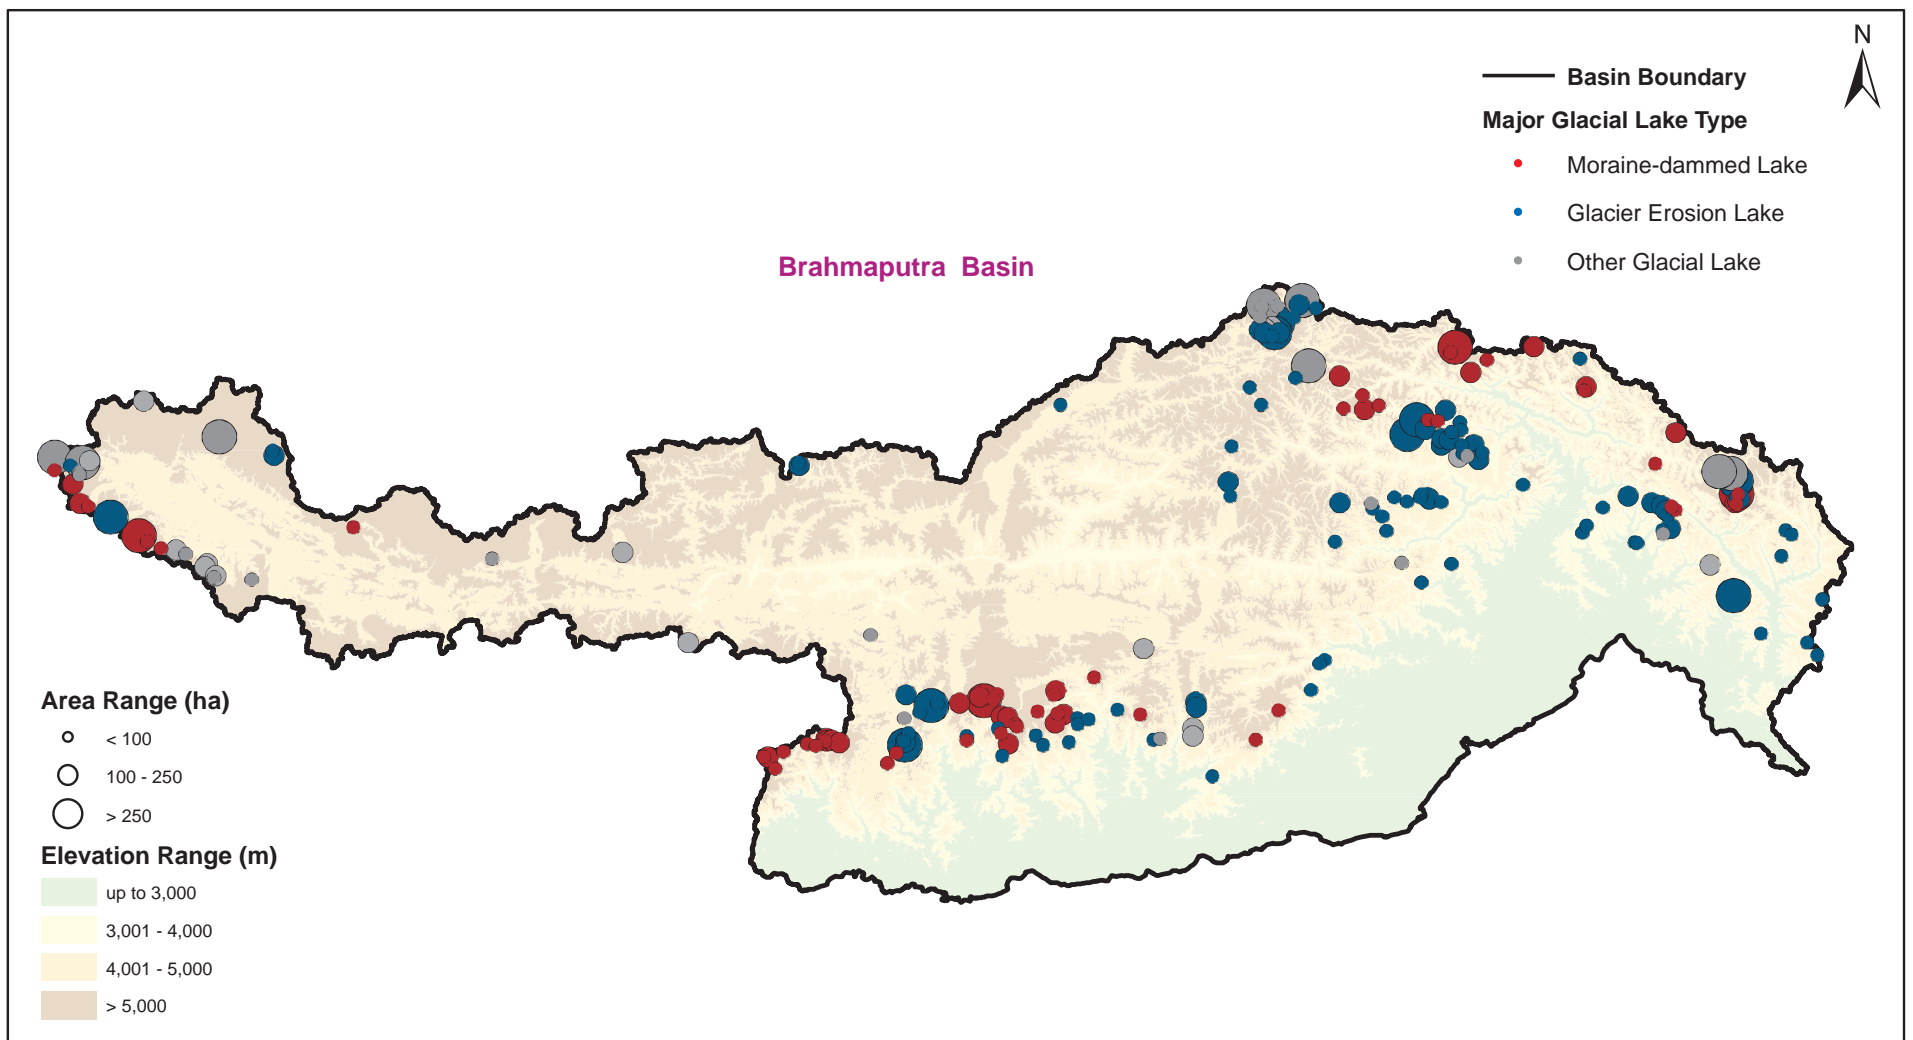 N
Basin Boundary
Major Glacial Lake Type
Moraine-dammed Lake
Glacier Erosion Lake
Other Glacial Lake
Brahmaputra Basin
Area Range (ha)
< 100
100 - 250
> 250
Elevation Range (m)
up to 3,000
3,001 - 4,000
4,001 - 5,000
> 5,000